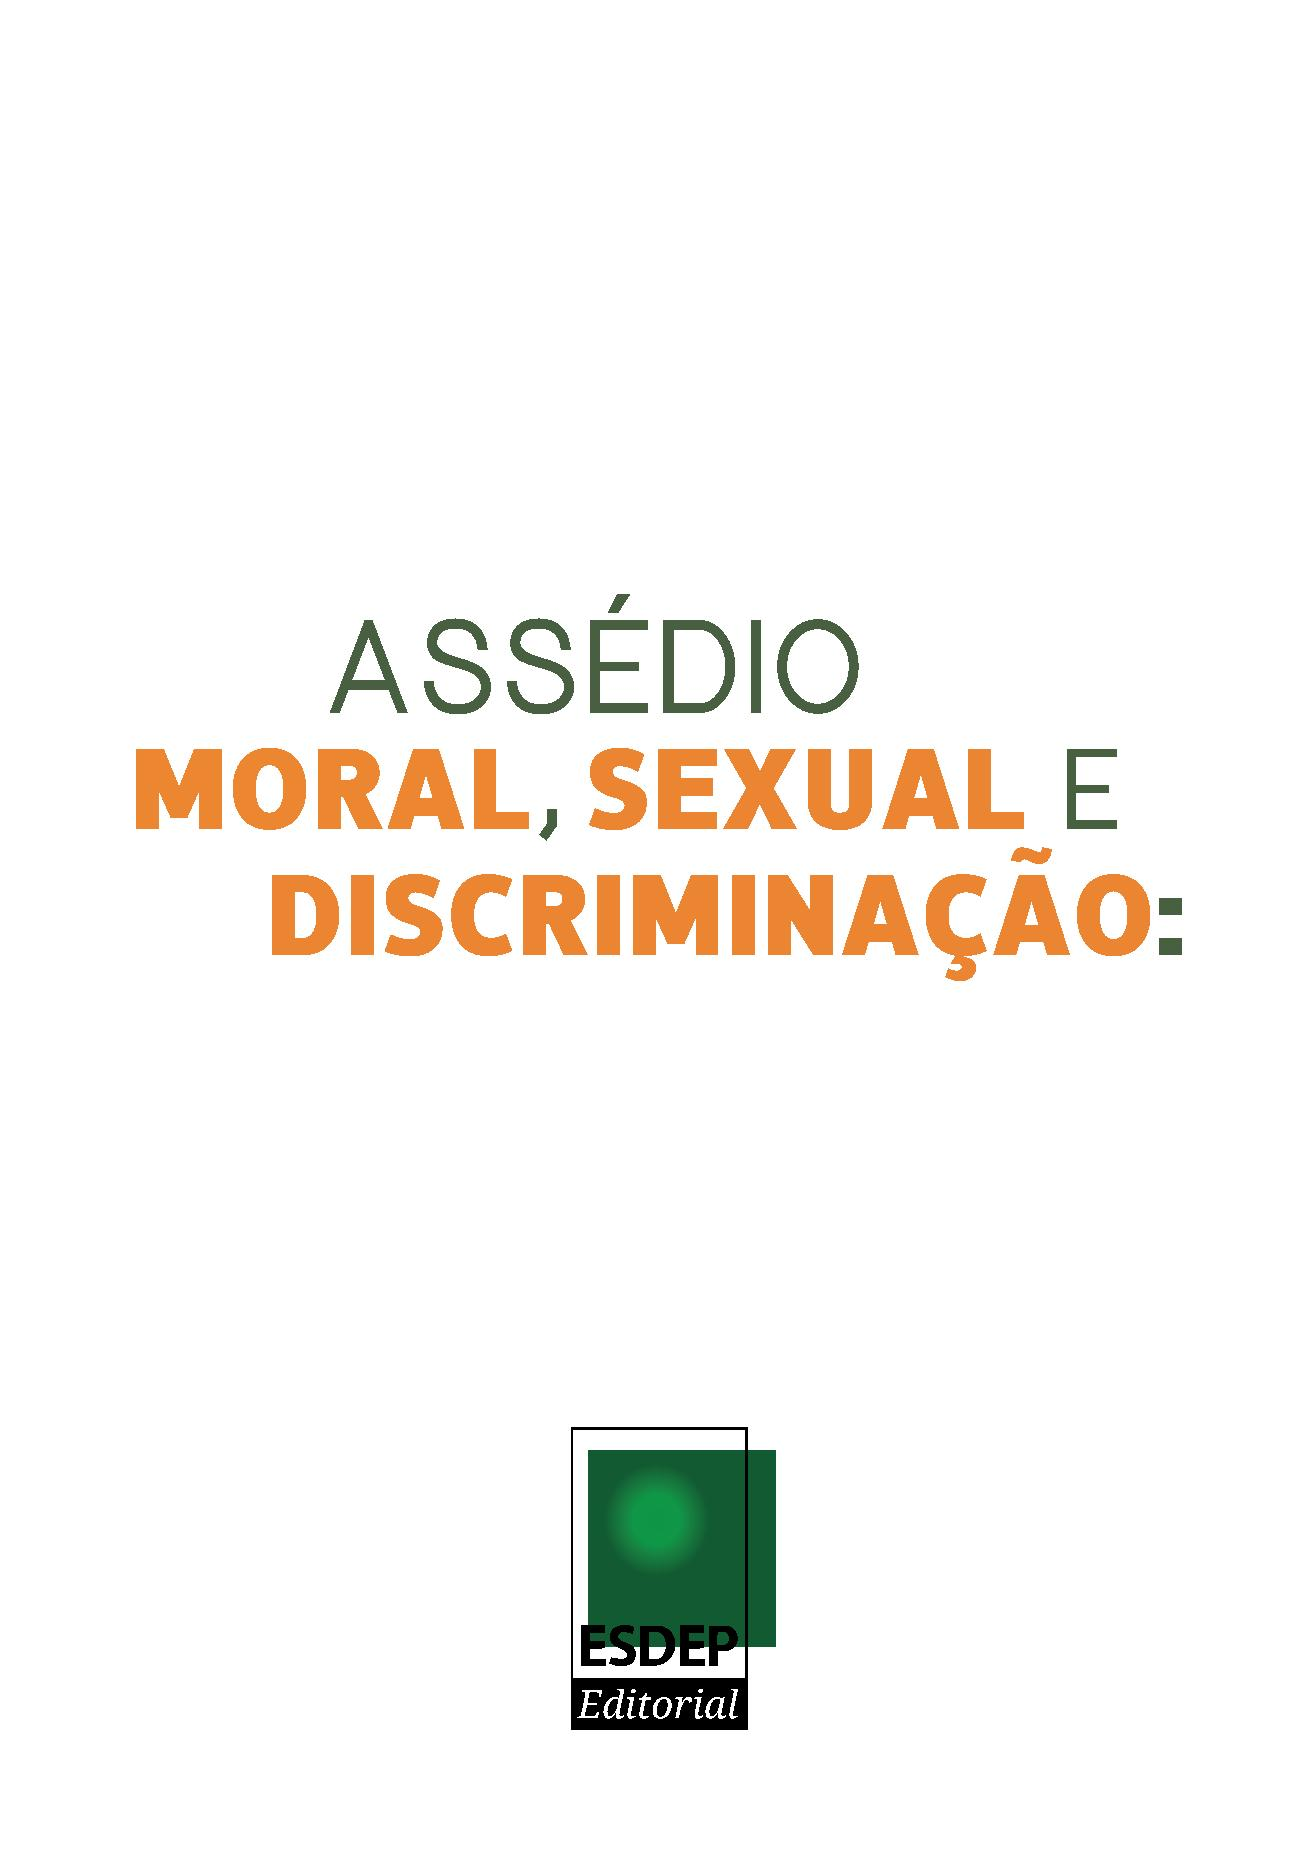 ASSÉDIO
MORAL, SEXUAL E
DISCRIMINAÇÃO:
ESDEP
Editorial